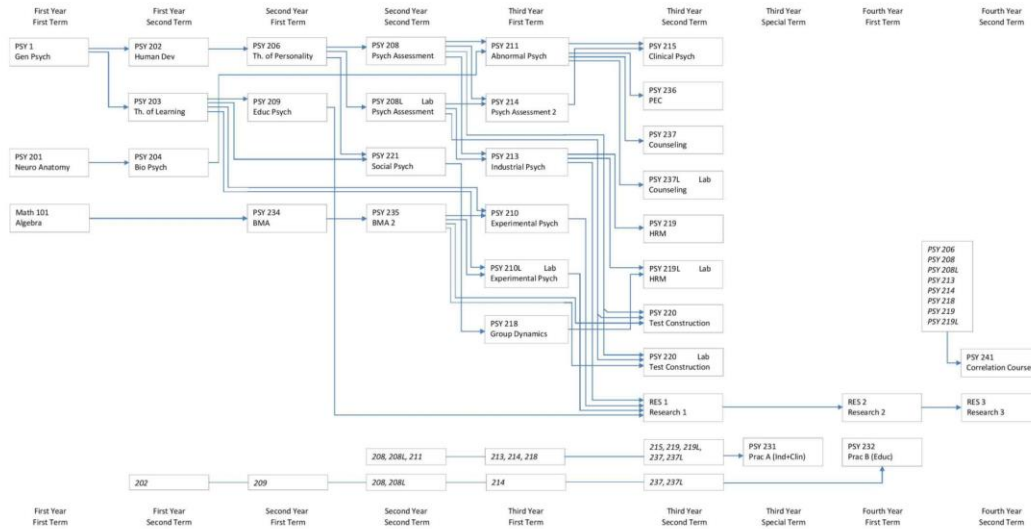 First Year
First Term
First Year
Second Term
Second Year
First Term
Second Year
Second Term
Third Year
First Term
Third Year
Second Term
Third Year
Special Term
Fourth Year
First Term
Fourth Year
Second Term
PSY 1
Gen Psych
PSY 202
Human Dev
PSY 206
Th. of Personality
PSY 208
Psych Assessment
PSY 211
Abnormal Psych
PSY 215
Clinical Psych
PSY 236
PEC
PSY 203
Th. of Learning
PSY 209
Educ Psych
PSY 208L Lab
Psych Assessment
PSY 214
Psych Assessment 2
PSY 237
Counseling
PSY 201
Neuro Anatomy
PSY 204
Bio Psych
PSY 221
Social Psych
PSY 213
Industrial Psych
PSY 237L Lab
Counseling
Math 101
Algebra
PSY 234
BMA
PSY 235
BMA 2
PSY 210
Experimental Psych
PSY 219
HRM
PSY 210L Lab
Experimental Psych
PSY 219L Lab
HRM
PSY 206
PSY 208
PSY 208L
PSY 213
PSY 214
PSY 218
PSY 219
PSY 219L
PSY 218
Group Dynamics
PSY 220
Test Construction
PSY 220 Lab
Test Construction
PSY 241
Correlation Course
RES 1
Research 1
RES 2
Research 2
RES 3
Research 3
208, 208L, 211
213, 214, 218
215, 219, 219L,
237, 237L
PSY 231
Prac A (Ind+Clin)
PSY 232
Prac B (Educ)
202
209
208, 208L
214
237, 237L
First Year
First Term
First Year
Second Term
Second Year
First Term
Second Year
Second Term
Third Year
First Term
Third Year
Second Term
Third Year
Special Term
Fourth Year
First Term
Fourth Year
Second Term